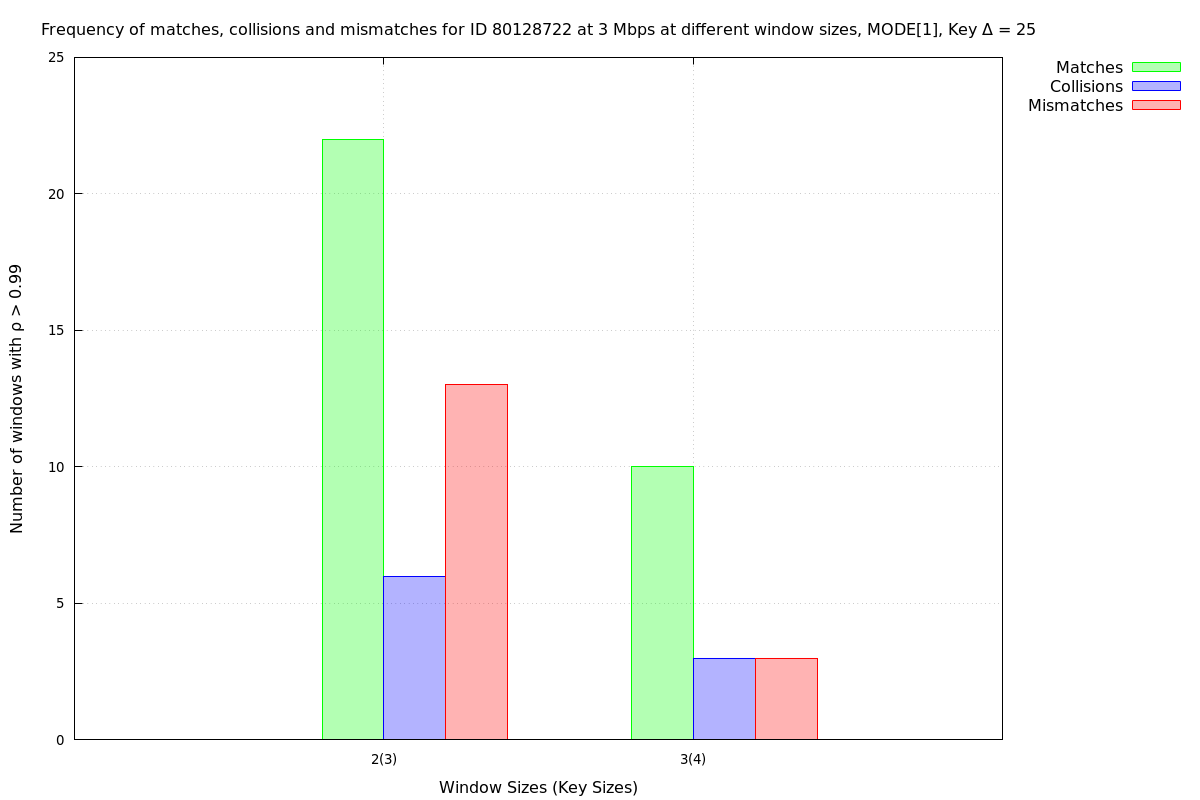 Frequency of matches, collisions and mismatches for ID 80128722 at 3 Mbps at different window sizes, MODE[1], Key Δ = 25
Matches
Collisions
Mismatches
Number of windows with ρ > 0.99
25
20
15
10
5
0
2(3)
3(4)
Window Sizes (Key Sizes)